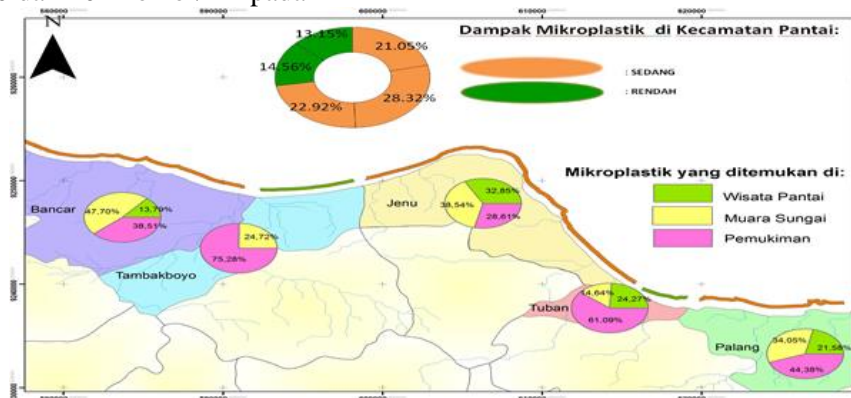 13.15%
21.05%
14.56%
22.92%
28.32%
Dampak Mikroplastik di Kecamatan Pantai:
: SEDANG
: RENDAH
N
Mikroplastik yang ditemukan di:
Wisata Pantai
Muara Sungai
Pemukiman
Bancar
47,70%
13,79%
38,51%
Tambakboyo
24,72%
75,28%
Jenu
32,85%
38,54%
28,61%
Tuban
14,64%
24,27%
61,09%
Palang
34,05%
21,58%
44,38%